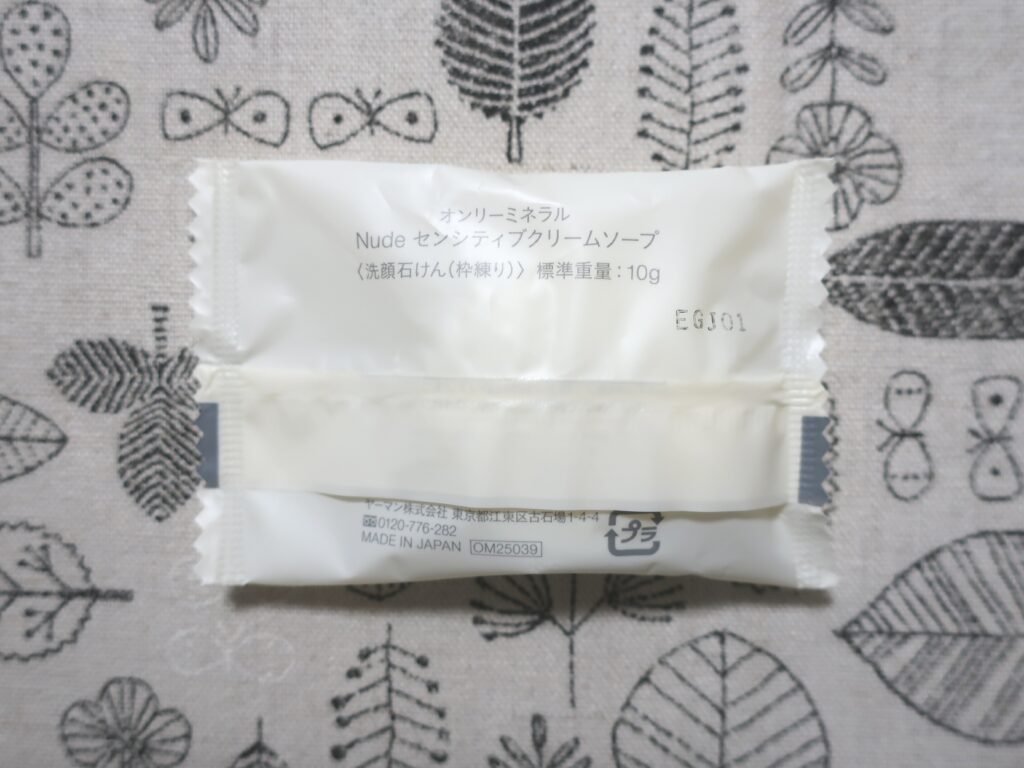 オンリーミネラル
Nude センシティブクリームソープ
〈洗顔石けん(枠練り)〉 標準重量：10g
EGJ01
ヤーマン株式会社 東京都江東区古石場1-4-4
0120-776-282
MADE IN JAPAN OM25039
プラ